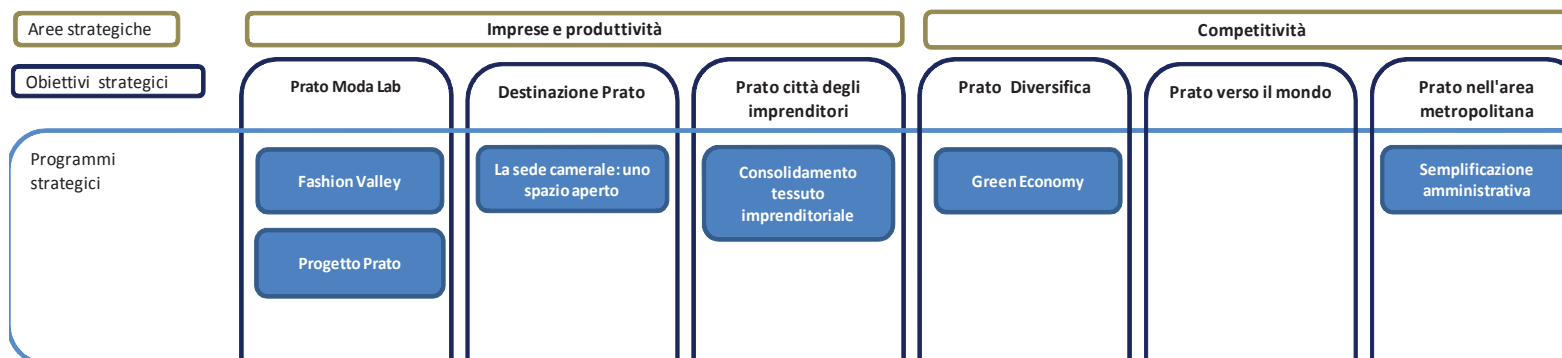 Aree strategiche
Imprese e produttività
Competitività
Obiettivi strategici
Prato Moda Lab
Destinazione Prato
Prato città degli
imprenditori
Prato Diversifica
Prato verso il mondo
Prato nell'area
metropolitana
Programmi
strategici
Fashion Valley
Progetto Prato
La sede camerale: uno
spazio aperto
Consolidamento
tessuto
imprenditoriale
Green Economy
Semplificazione
amministrativa